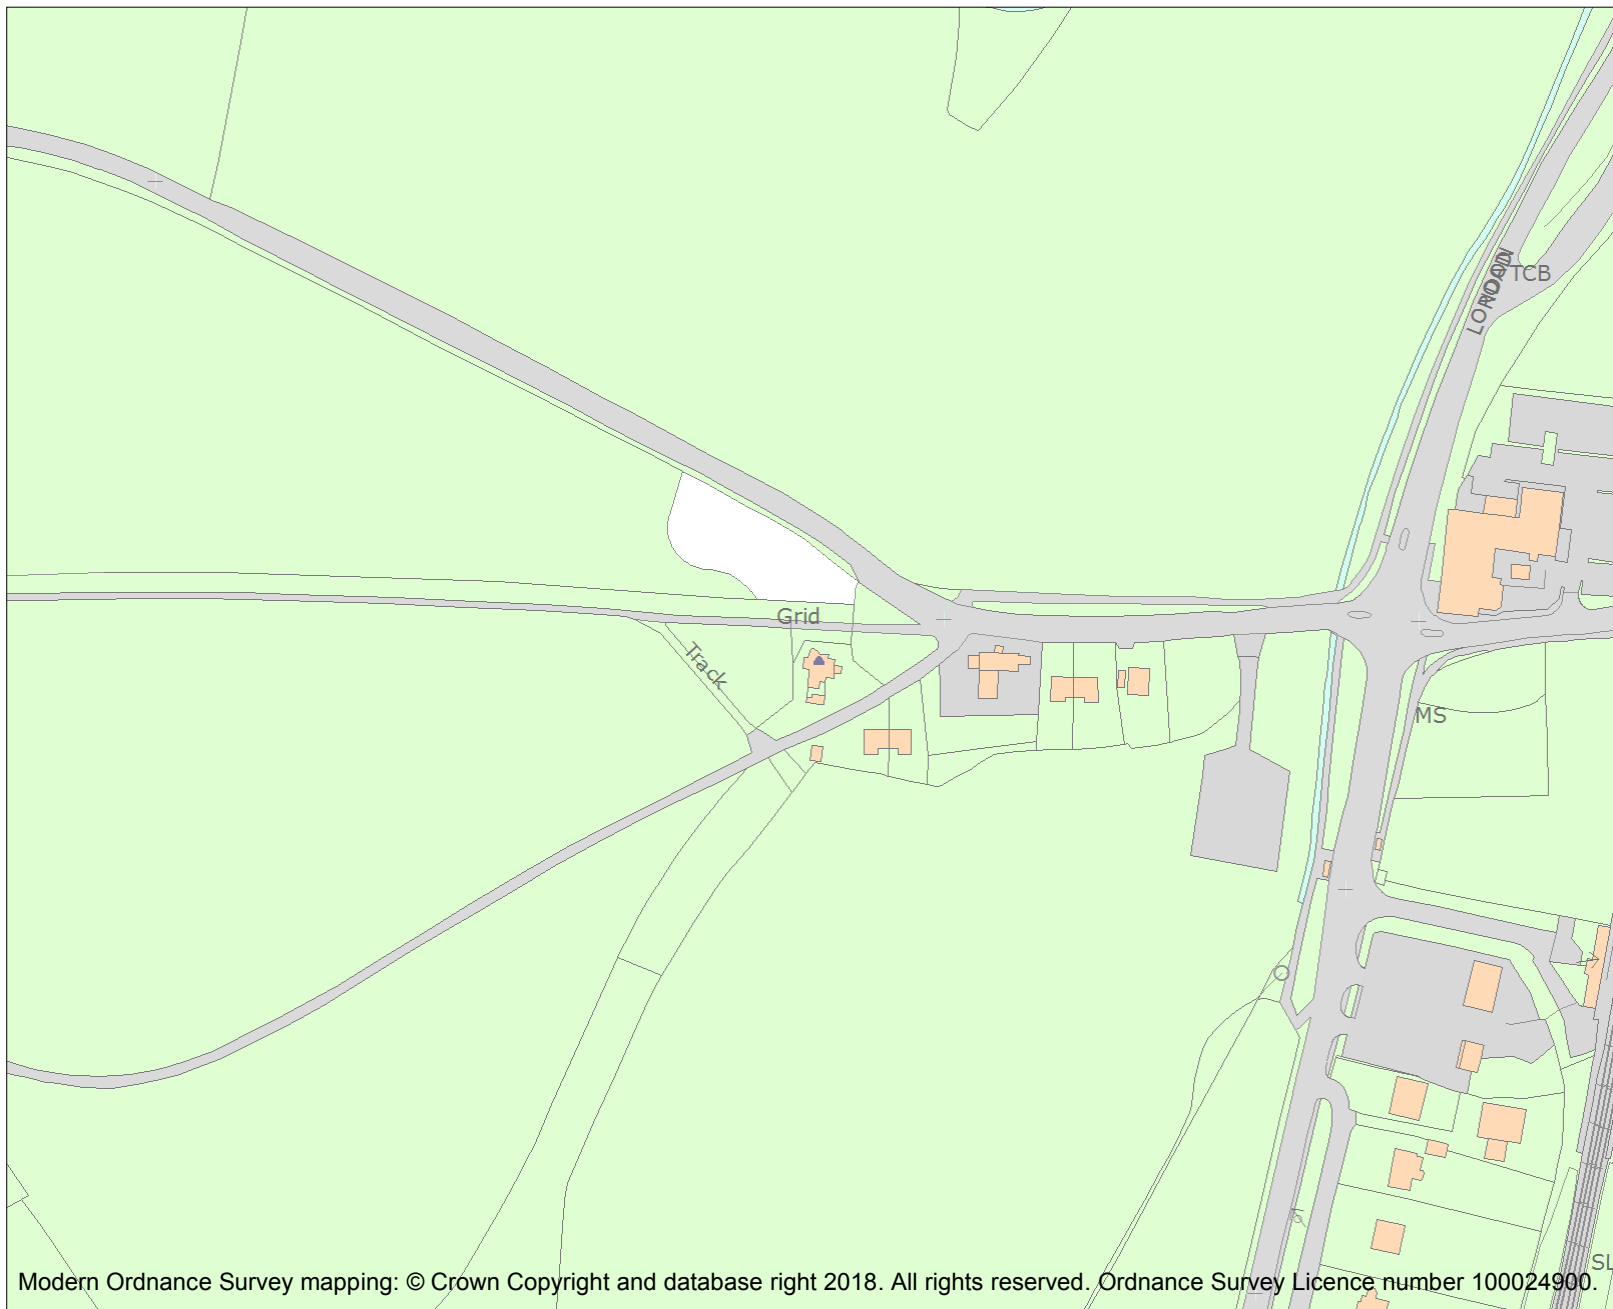 LONDON ROAD
TCB
Grid
Track
MS
SL
Modern Ordnance Survey mapping: © Crown Copyright and database right 2018. All rights reserved. Ordnance Survey Licence number 100024900.